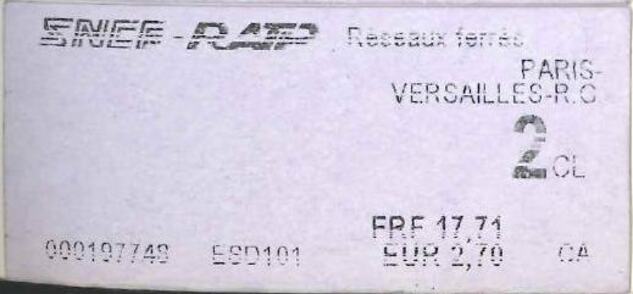 SNCF - RATP Réseaux ferrés
PARIS-
VERSAILLES-R.G
2 CL
FRF 17,71
000197748 ESD101 EUR 2,70 CA